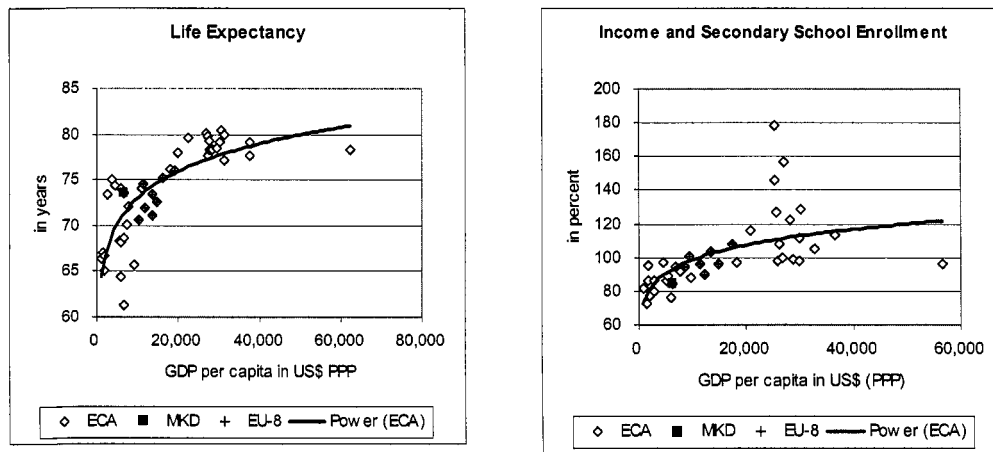 Life Expectancy
85
80
75
70
65
60
in years
0 20,000 40,000 60,000 80,000
GDP per capita in US$ PPP
◇ ECA ■ MKD + EU-8 — Power (ECA)
Income and Secondary School Enrollment
200
180
160
140
120
100
80
60
in percent
0 20,000 40,000 60,000
GDP per capita in US$ (PPP)
◇ ECA ■ MKD + EU-8 — Power (ECA)